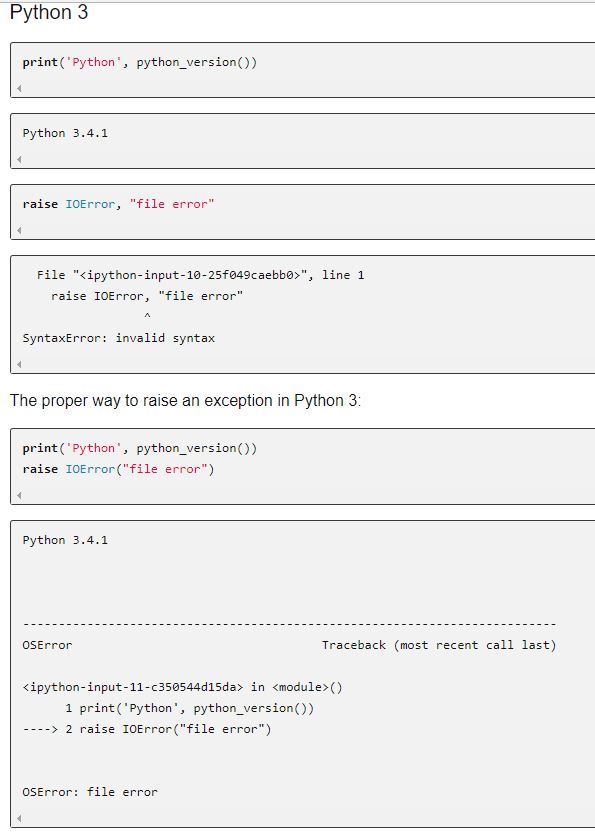 Python 3
print('Python', python_version())
Python 3.4.1
raise IOError, "file error"
File "<ipython-input-10-25f049caebb0>", line 1
raise IOError, "file error"
^
SyntaxError: invalid syntax
The proper way to raise an exception in Python 3:
print('Python', python_version())
raise IOError("file error")
Python 3.4.1
---------------------------------------------------------------------------
OSError                                   Traceback (most recent call last)
<ipython-input-11-c350544d15da> in <module>()
      1 print('Python', python_version())
----> 2 raise IOError("file error")
OSError: file error